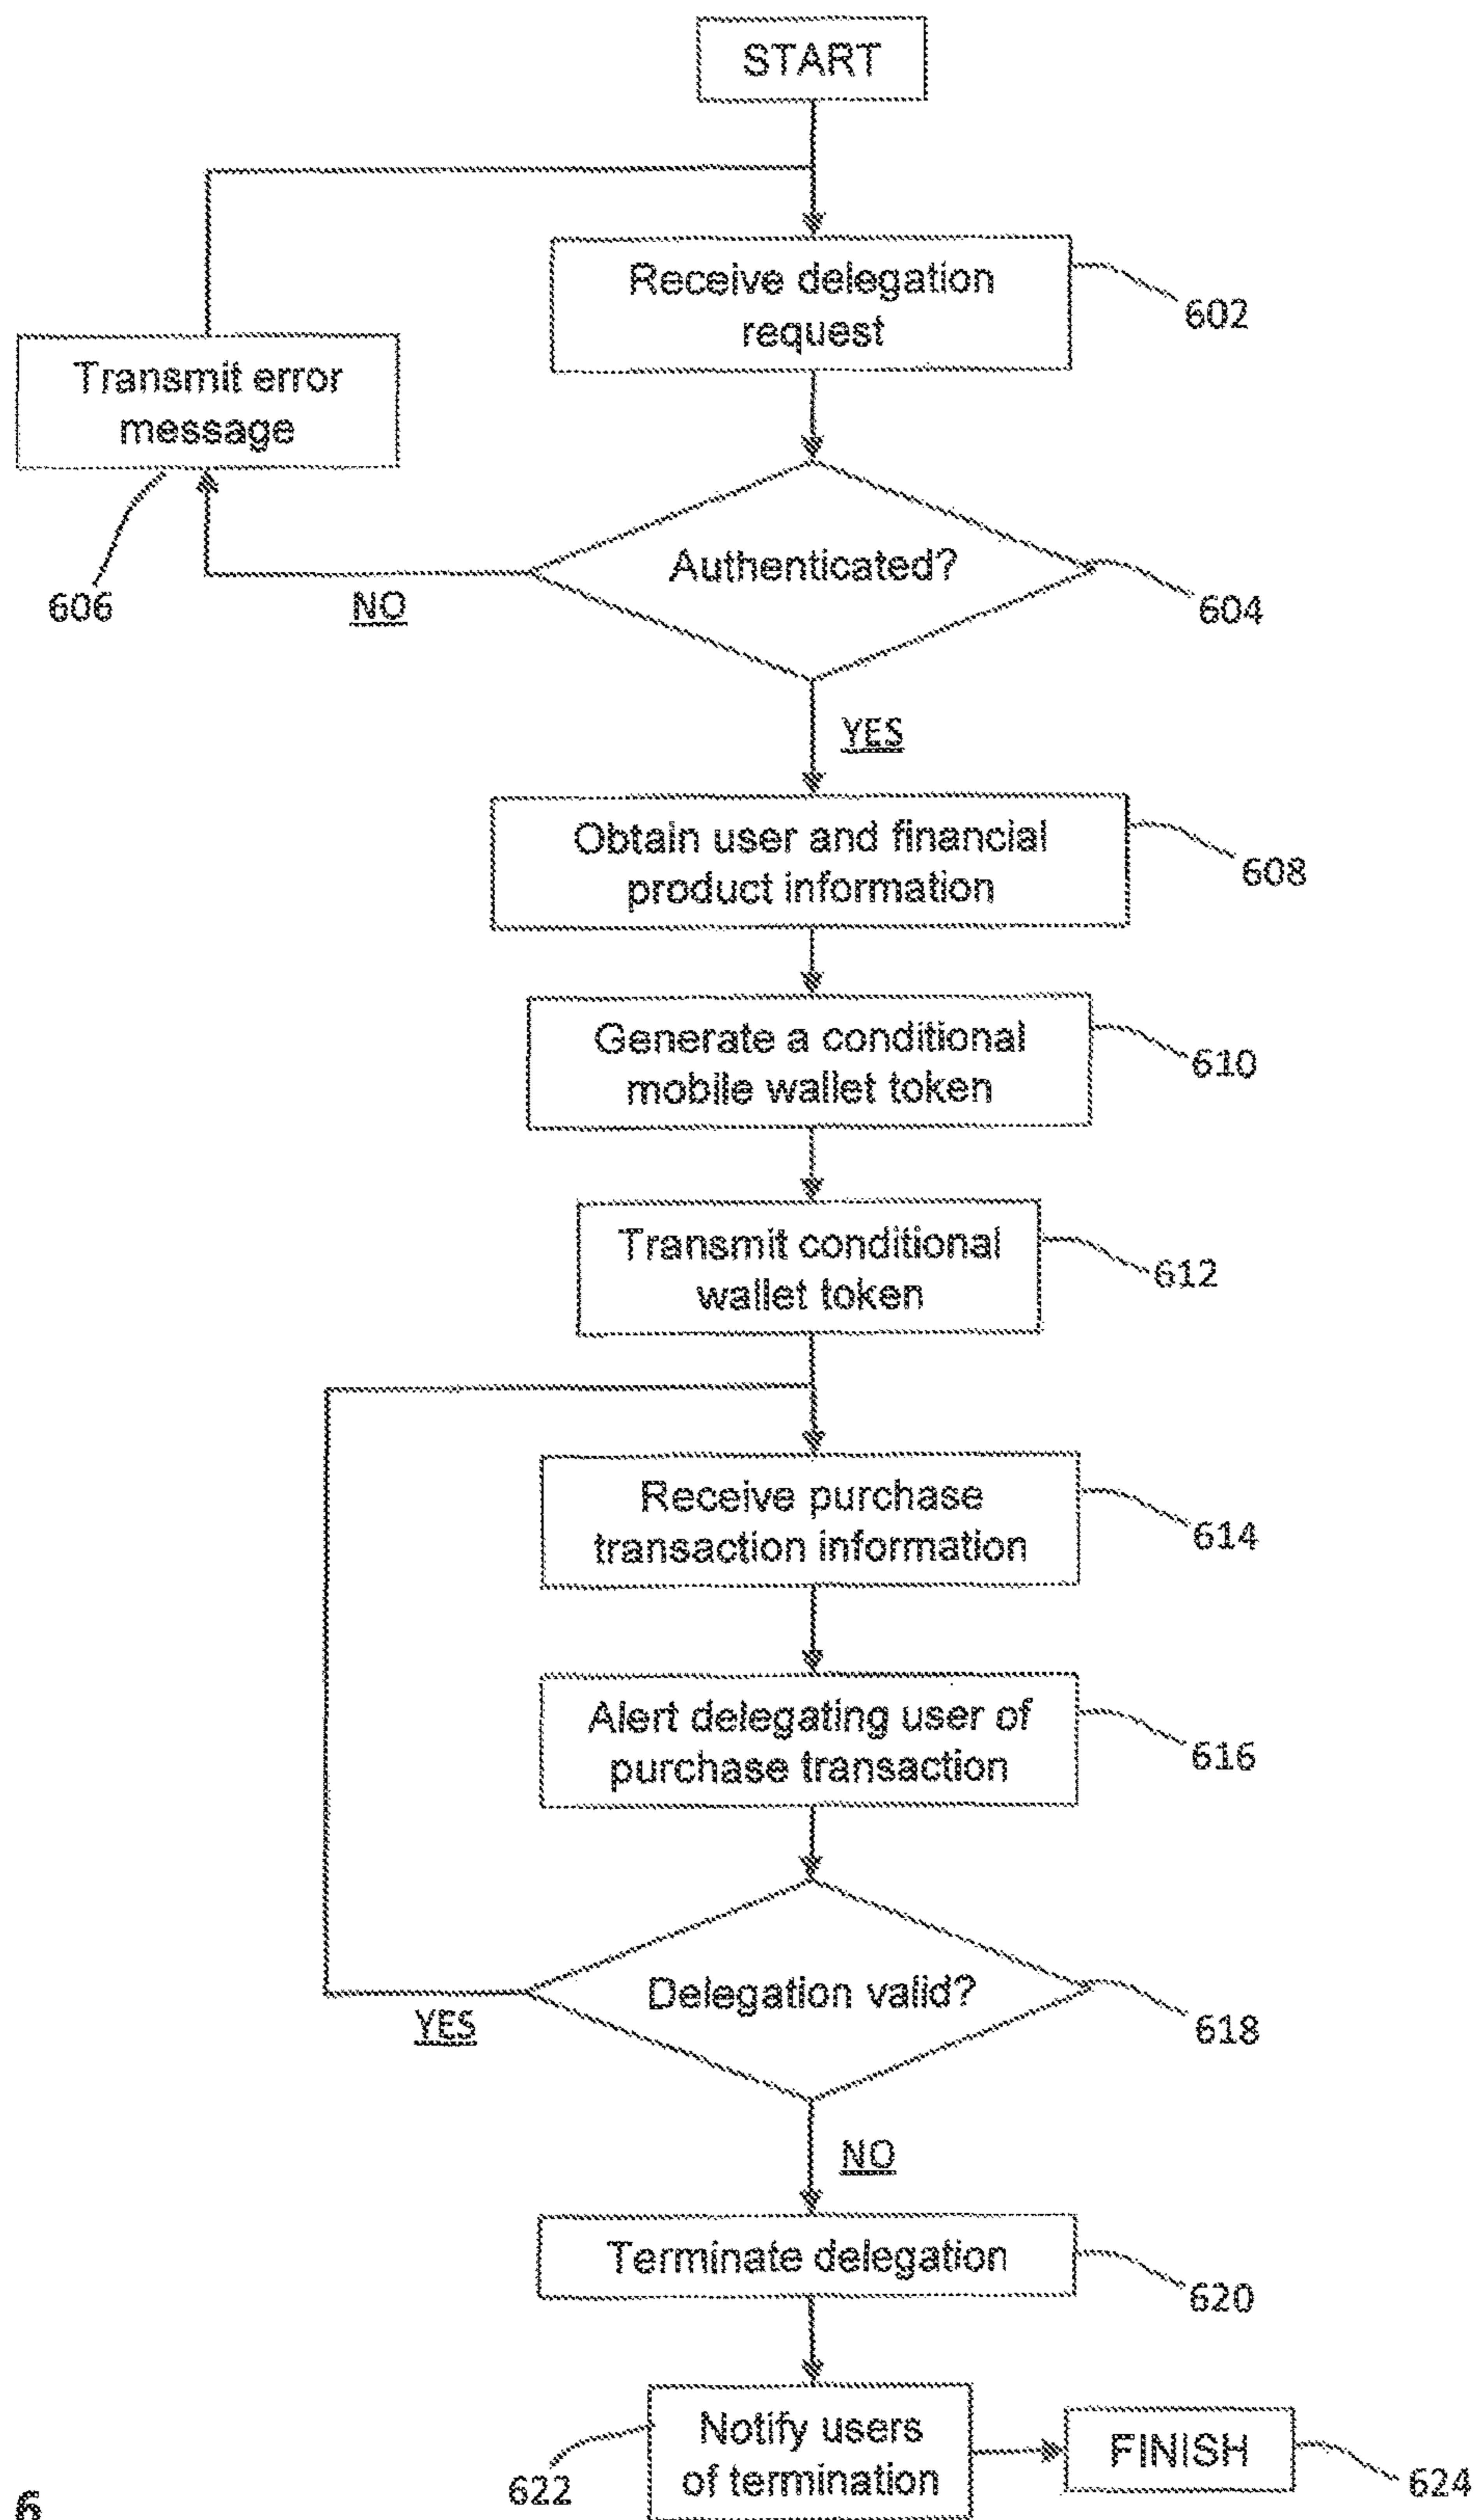 START
Receive delegation
request
602
Transmit error
message
606
Authenticated?
604
NO
YES
Obtain user and financial
product information
608
Generate a conditional
mobile wallet token
610
Transmit conditional
wallet token
612
Receive purchase
transaction information
614
Alert delegating user of
purchase transaction
616
Delegation valid?
618
YES
NO
Terminate delegation
620
Notify users
of termination
622
FINISH
624
6